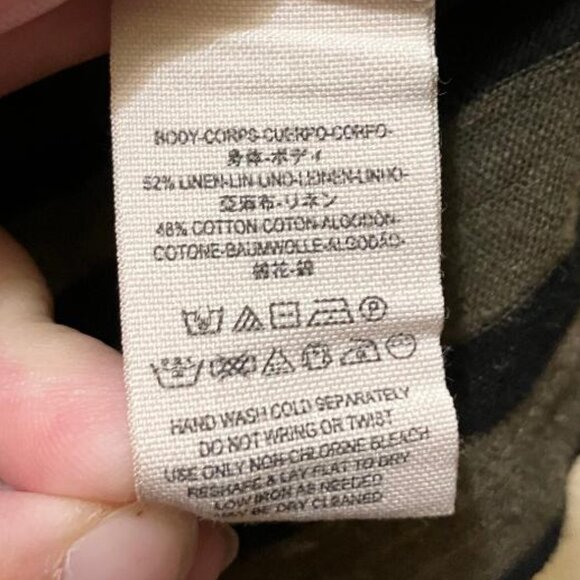 BODY-CORPS-CUERPO-CORPO-
身体-ボディ
52% LINEN-LIN-LINO-LEINEN-LINHO-
亚麻布-リネン
48% COTTON-COTON-ALGODON-
COTONE-BAUMWOLLE-ALGODÃO-
棉花-綿
P
HAND WASH COLD SEPARATELY
DO NOT WRING OR TWIST
USE ONLY NON CHLORINE BLEACH
RESHAPE & LAY FLAT TO DRY
LOW IRON AS NEEDED
MAY BE DRY CLEANED